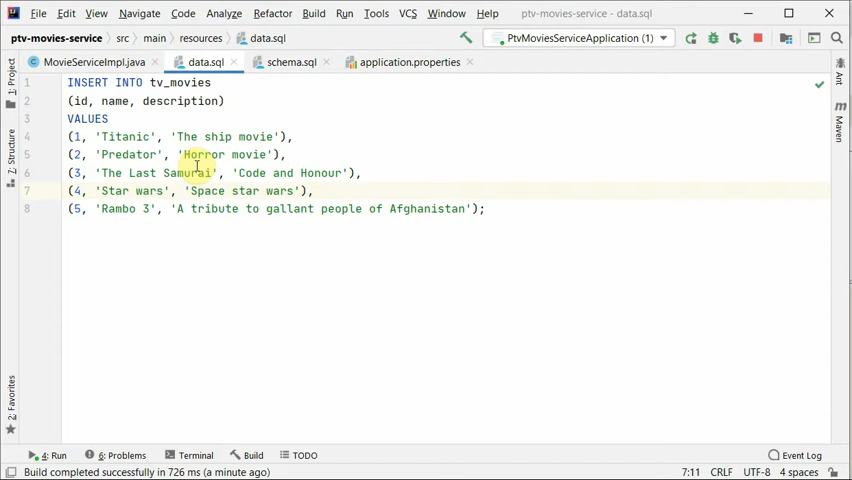 File Edit View Navigate Code Analyze Refactor Build Run Tools VCS Window Help ptv-movies-service - data.sql
ptv-movies-service src main resources data.sql PtvMoviesServiceApplication (1)
MovieServiceImpl.java data.sql schema.sql application.properties
1 INSERT INTO tv_movies
2 (id, name, description)
3 VALUES
4 (1, 'Titanic', 'The ship movie'),
5 (2, 'Predator', 'Horror movie'),
6 (3, 'The Last Samurai', 'Code and Honour'),
7 (4, 'Star wars', 'Space star wars'),
8 (5, 'Rambo 3', 'A tribute to gallant people of Afghanistan');
1: Project
7: Structure
2: Favorites
Ant
Maven
4: Run 6: Problems Terminal Build TODO Event Log
Build completed successfully in 726 ms (a minute ago) 7:11 CRLF UTF-8 4 spaces